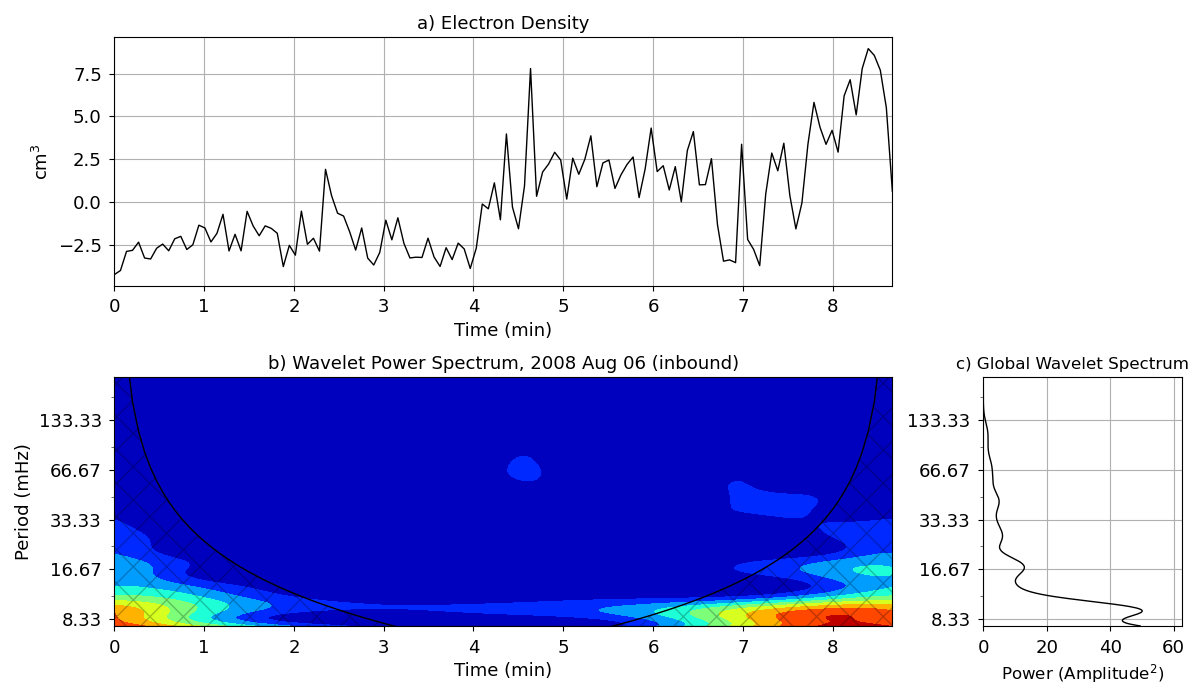 a) Electron Density
7.5
5.0
2.5
0.0
−2.5
cm³
0 1 2 3 4 5 6 7 8
Time (min)
b) Wavelet Power Spectrum, 2008 Aug 06 (inbound)
133.33
66.67
33.33
16.67
8.33
Period (mHz)
0 1 2 3 4 5 6 7 8
Time (min)
c) Global Wavelet Spectrum
133.33
66.67
33.33
16.67
8.33
0 20 40 60
Power (Amplitude²)